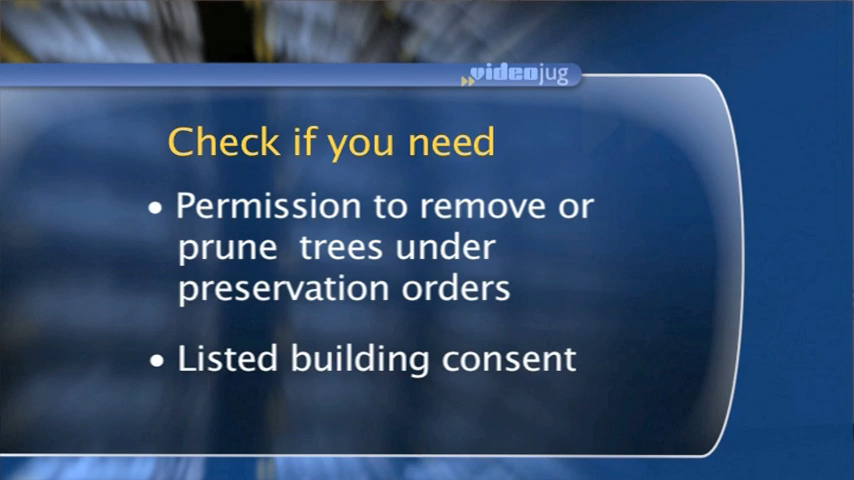 videojug
Check if you need
• Permission to remove or
prune trees under
preservation orders
• Listed building consent